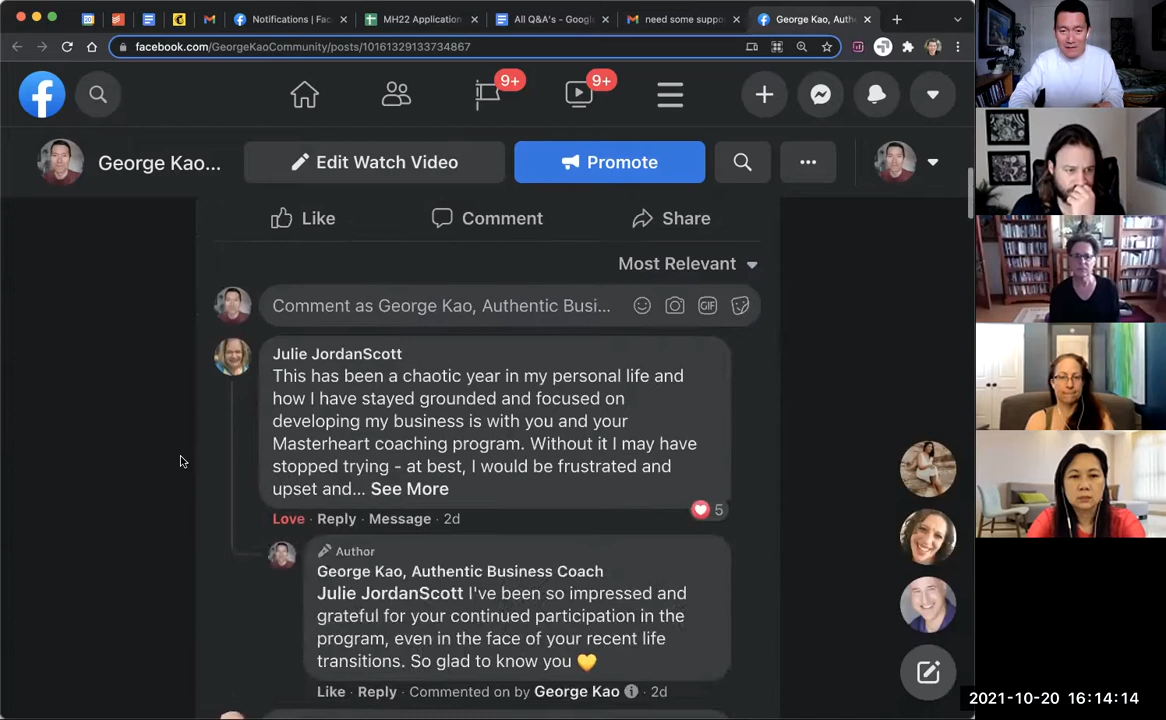 Notifications | Fac
MH22 Application
All Q&A's - Google
need some suppo
George Kao, Auth
facebook.com/GeorgeKaoCommunity/posts/10161329133734867
9+
9+
George Kao...
Edit Watch Video
Promote
Like
Comment
Share
Most Relevant
Comment as George Kao, Authentic Busi...
GIF
Julie JordanScott
This has been a chaotic year in my personal life and
how I have stayed grounded and focused on
developing my business is with you and your
Masterheart coaching program. Without it I may have
stopped trying - at best, I would be frustrated and
upset and... See More
5
Love · Reply · Message · 2d
Author
George Kao, Authentic Business Coach
Julie JordanScott I've been so impressed and
grateful for your continued participation in the
program, even in the face of your recent life
transitions. So glad to know you 💛
Like · Reply · Commented on by George Kao · 2d
2021-10-20 16:14:14